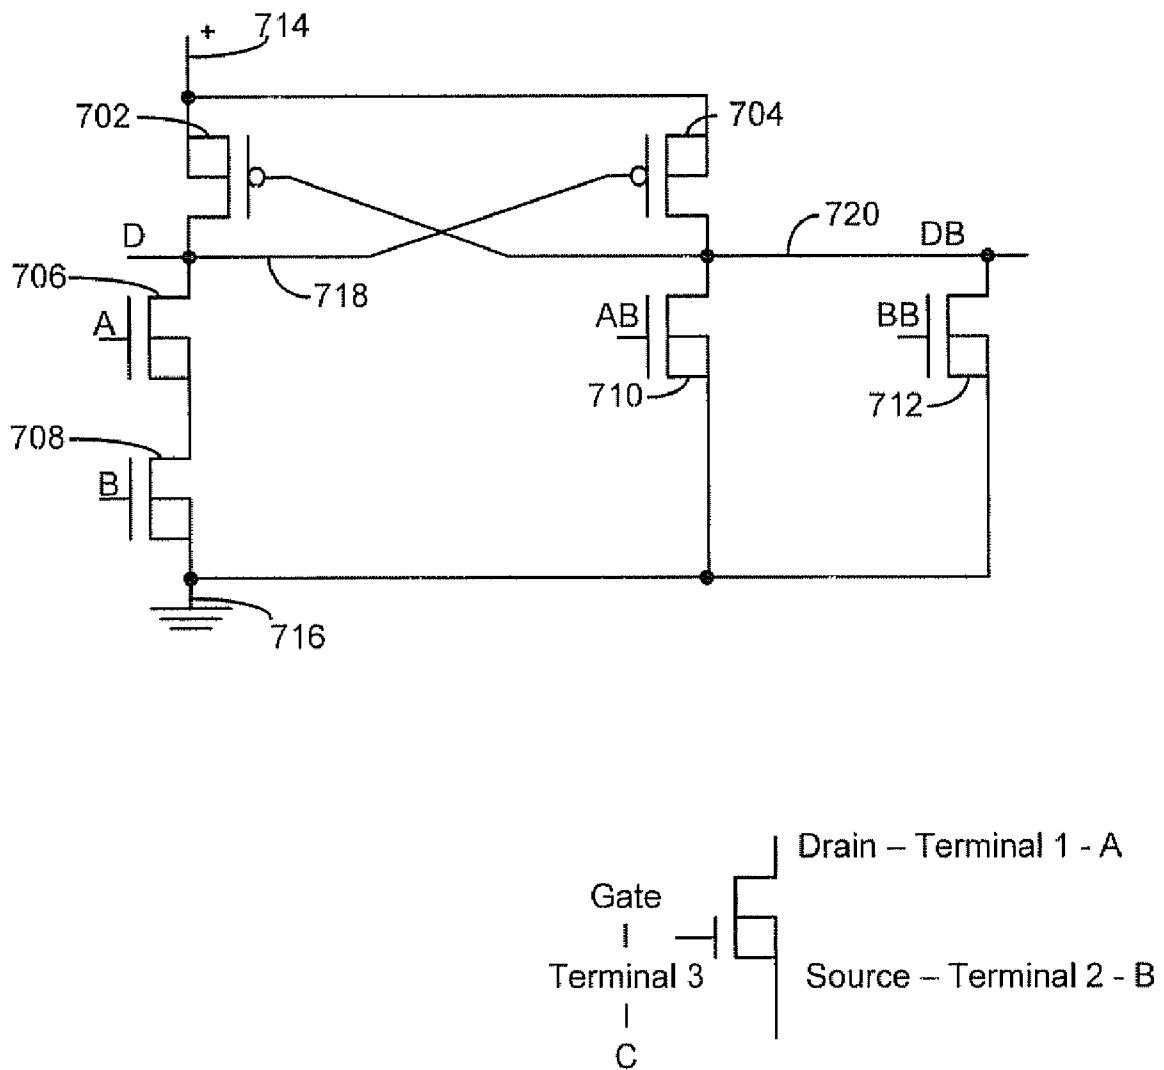 + 714
702
704
D
720
DB
706
718
A
AB
BB
710
712
708
B
716
Drain – Terminal 1 - A
Gate
Terminal 3
Source – Terminal 2 - B
C